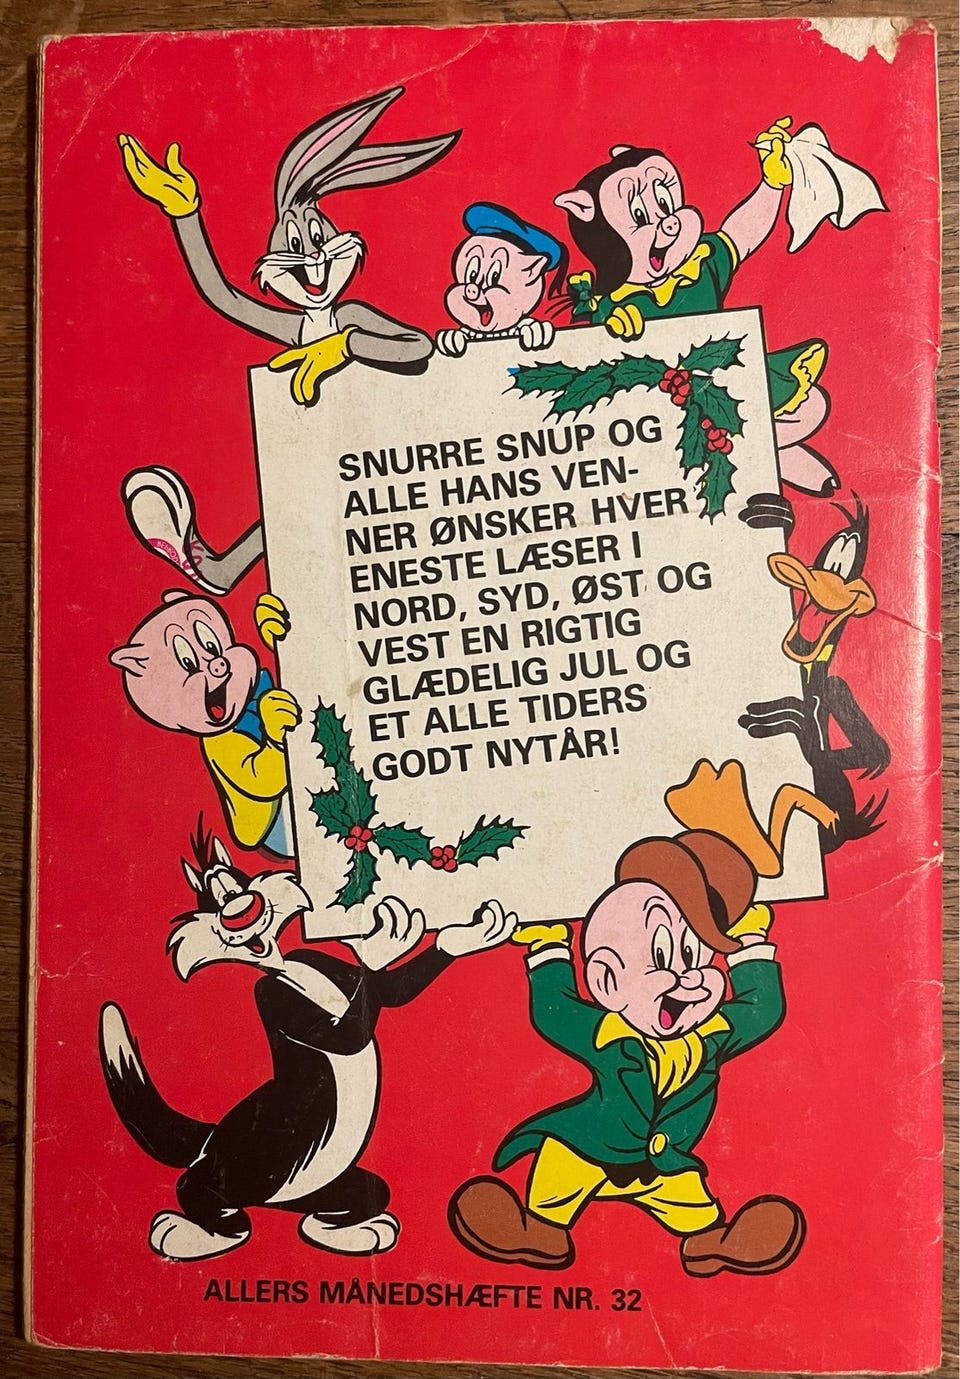 SNURRE SNUP OG
ALLE HANS VEN-
NER ØNSKER HVER
ENESTE LÆSER I
NORD, SYD, ØST OG
VEST EN RIGTIG
GLÆDELIG JUL OG
ET ALLE TIDERS
GODT NYTÅR!
ALLERS MÅNEDSHÆFTE NR. 32